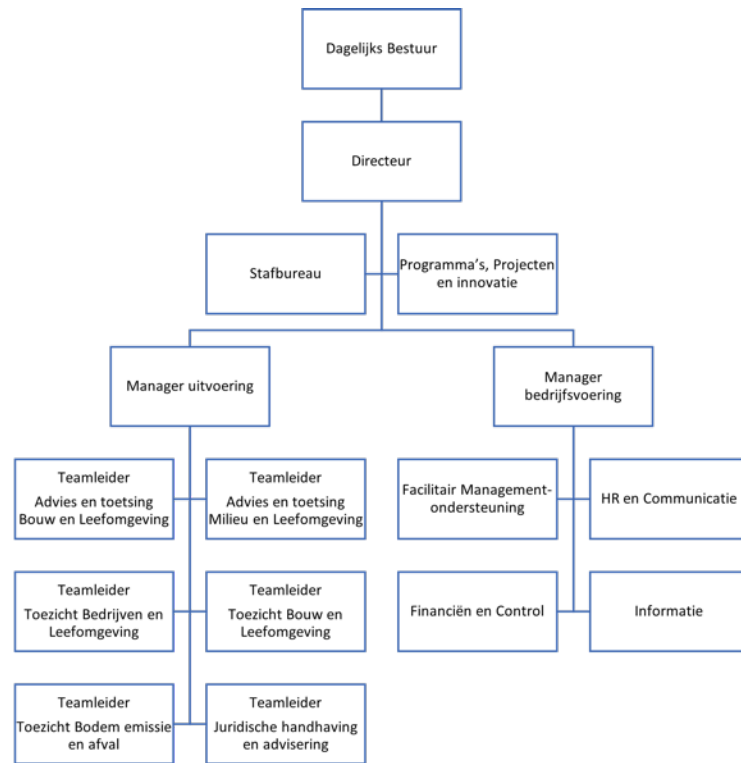 Dagelijks Bestuur
Directeur
Stafbureau
Programma's, Projecten
en innovatie
Manager uitvoering
Manager
bedrijfsvoering
Teamleider
Advies en toetsing
Bouw en Leefomgeving
Teamleider
Advies en toetsing
Milieu en Leefomgeving
Facilitair Management-
ondersteuning
HR en Communicatie
Teamleider
Toezicht Bedrijven en
Leefomgeving
Teamleider
Toezicht Bouw en
Leefomgeving
Financiën en Control
Informatie
Teamleider
Toezicht Bodem emissie
en afval
Teamleider
Juridische handhaving
en advisering